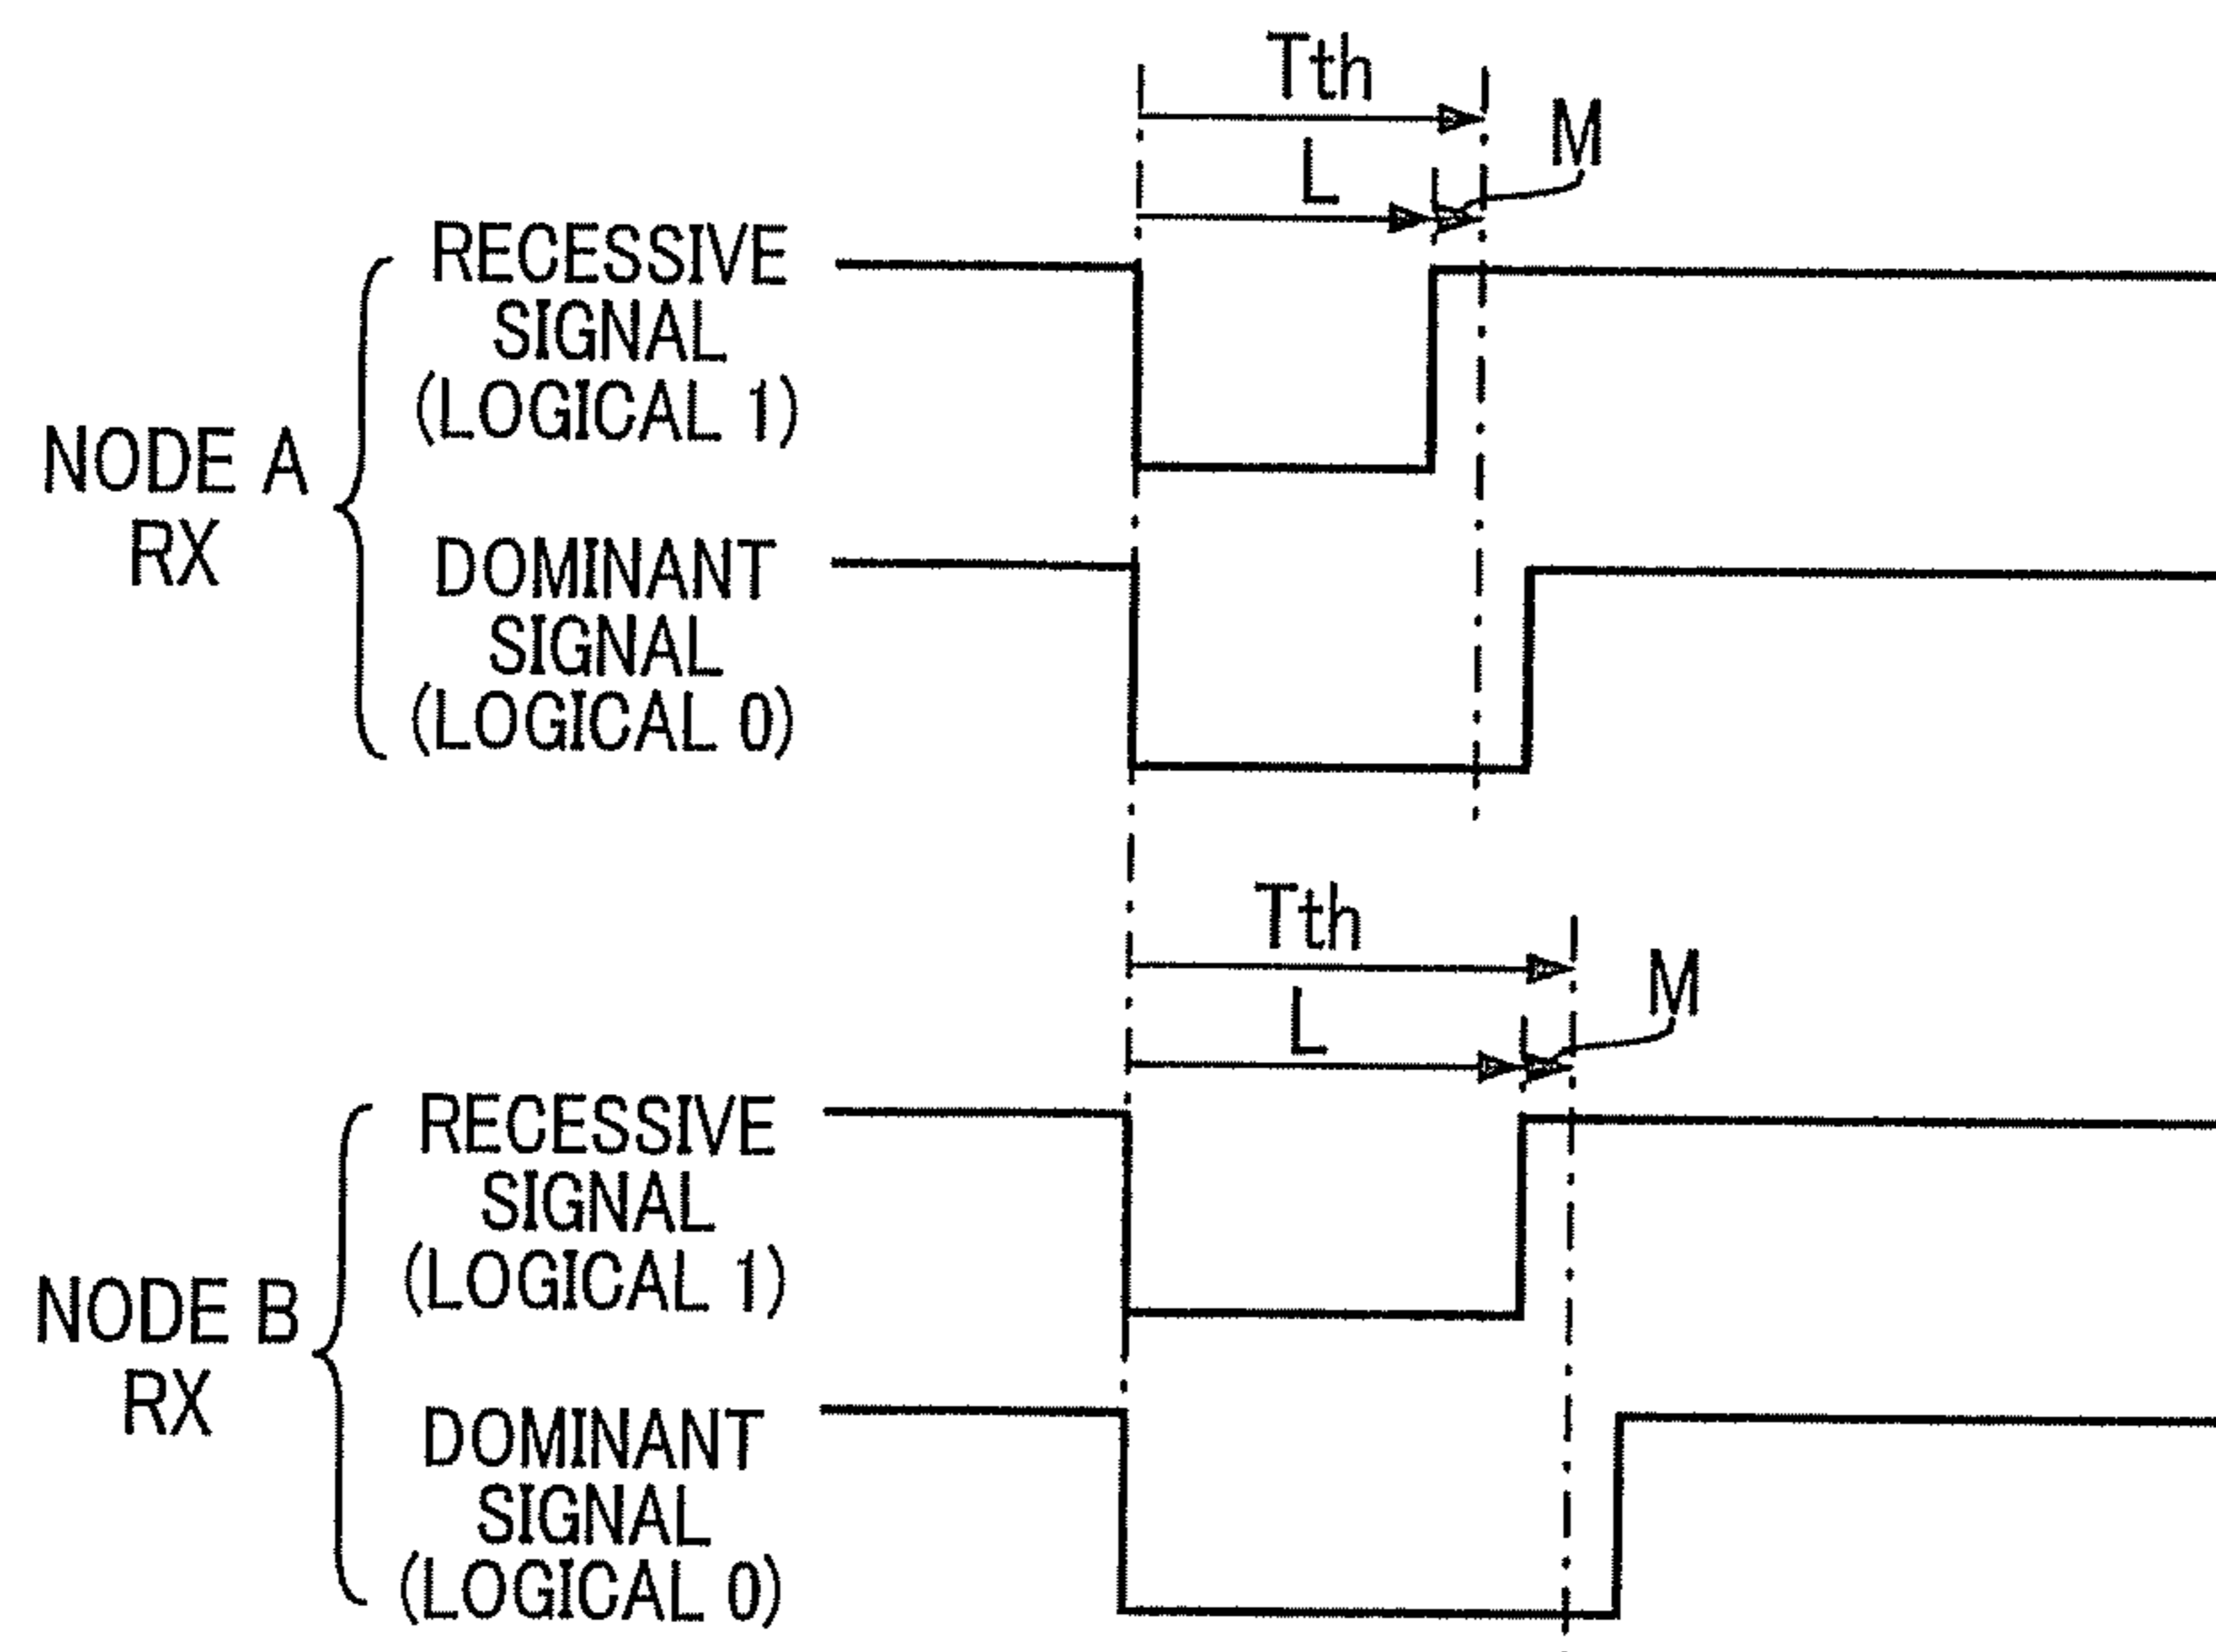 Tth
M
L
RECESSIVE
SIGNAL
(LOGICAL 1)
NODE A
RX
DOMINANT
SIGNAL
(LOGICAL 0)
Tth
M
L
RECESSIVE
SIGNAL
(LOGICAL 1)
NODE B
RX
DOMINANT
SIGNAL
(LOGICAL 0)